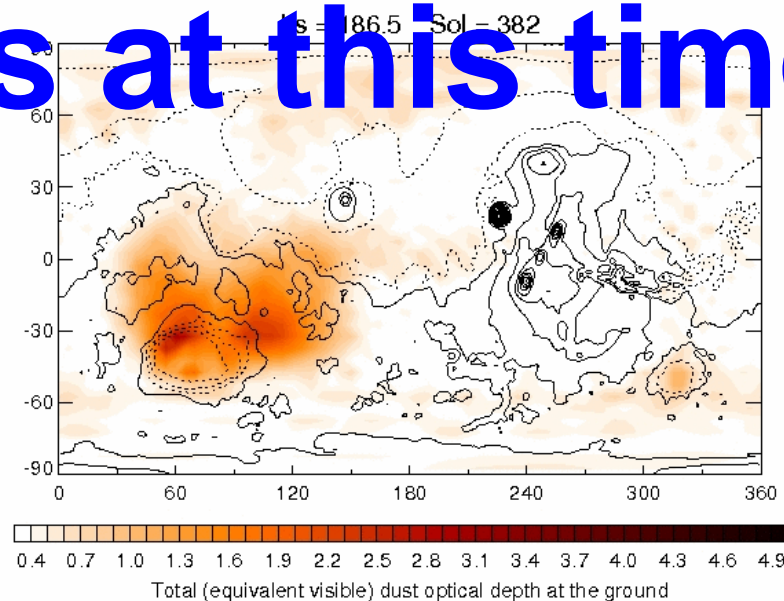 Ls = 186.5 Sol = 382
s at this time
90
60
30
0
-30
-60
-90
0 60 120 180 240 300 360
0.4 0.7 1.0 1.3 1.6 1.9 2.2 2.5 2.8 3.1 3.4 3.7 4.0 4.3 4.6 4.9
Total (equivalent visible) dust optical depth at the ground